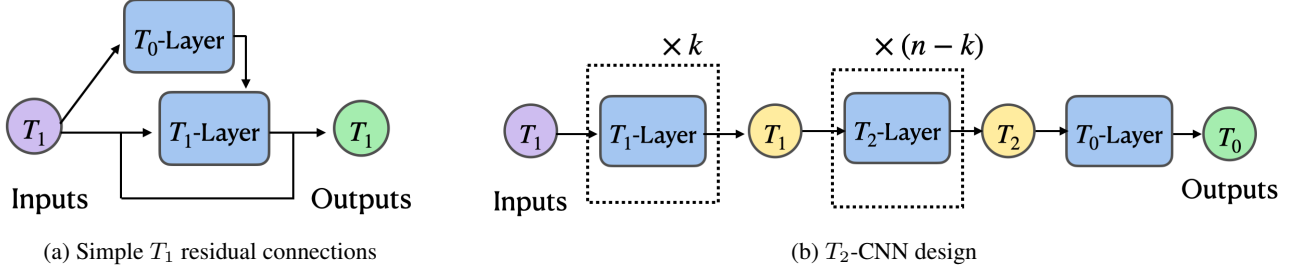 T₀-Layer
T₁
T₁-Layer
T₁
Inputs
Outputs
(a) Simple T₁ residual connections
× k
× (n − k)
T₁
T₁-Layer
T₁
T₂-Layer
T₂
T₀-Layer
T₀
Inputs
Outputs
(b) T₂-CNN design